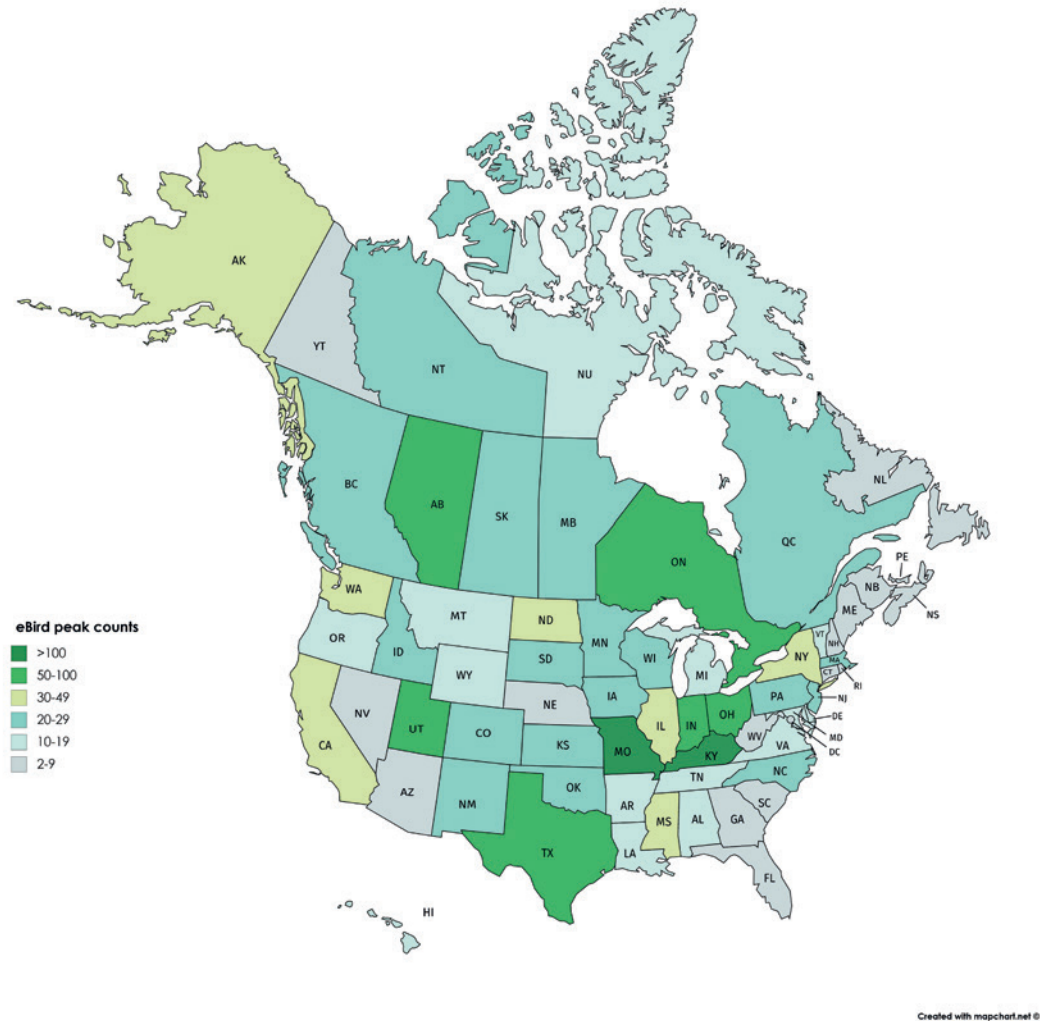 AK
YT
NT
NU
BC
AB
SK
MB
ON
QC
NL
PE
NB
NS
ME
WA
MT
ND
MN
VT
NH
OR
ID
SD
WI
MI
NY
MA
CT
RI
WY
IA
PA
NJ
NE
IL
IN
OH
DE
MD
DC
NV
UT
CO
KS
MO
KY
WV
VA
CA
AZ
NM
OK
AR
TN
NC
SC
MS
AL
GA
TX
LA
FL
HI
eBird peak counts
>100
50-100
30-49
20-29
10-19
2-9
Created with mapchart.net ©